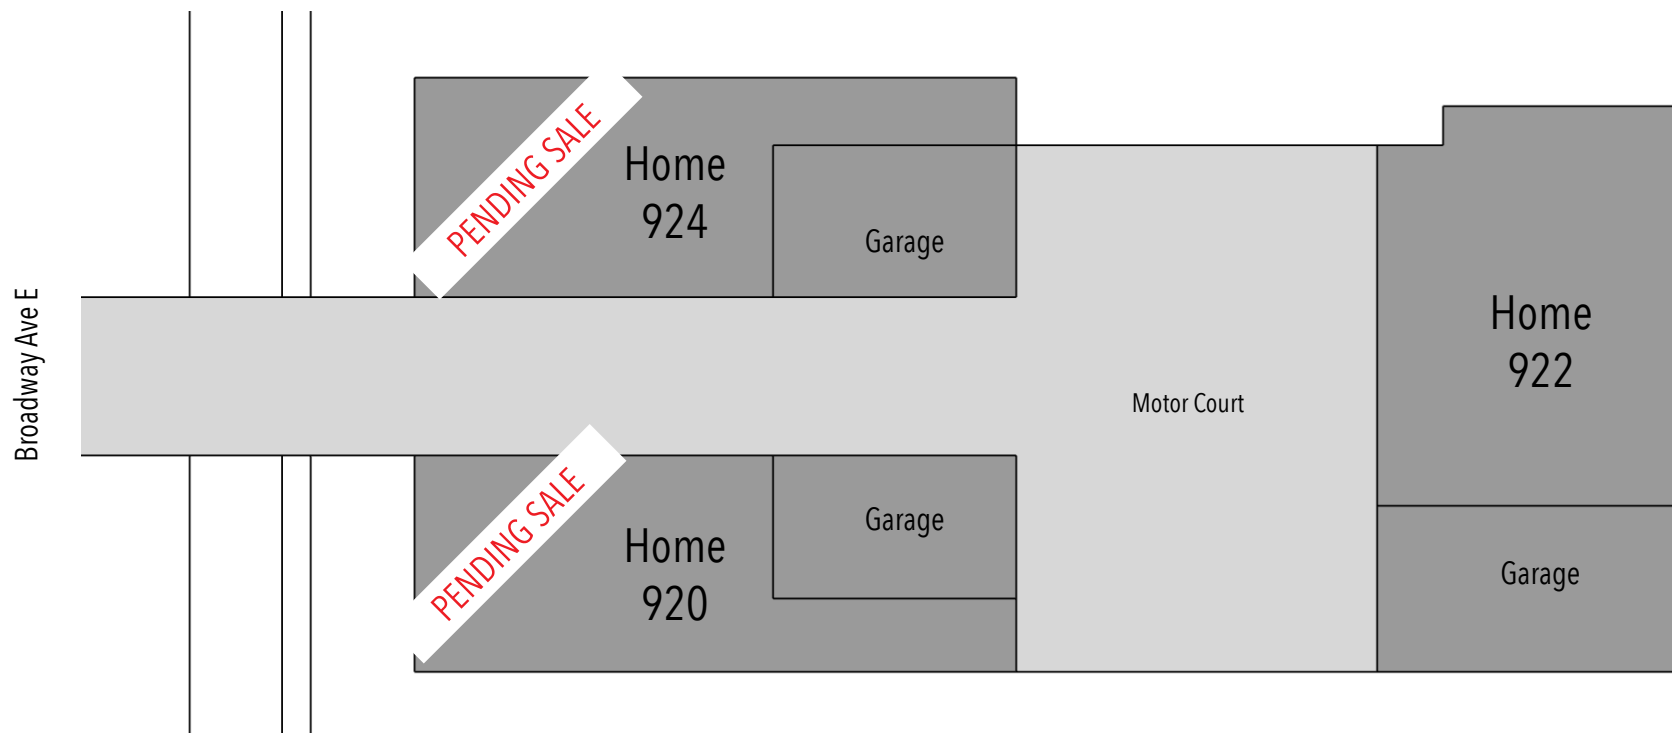 Broadway Ave E
PENDING SALE
Home
924
Garage
Motor Court
Home
922
Garage
PENDING SALE
Home
920
Garage